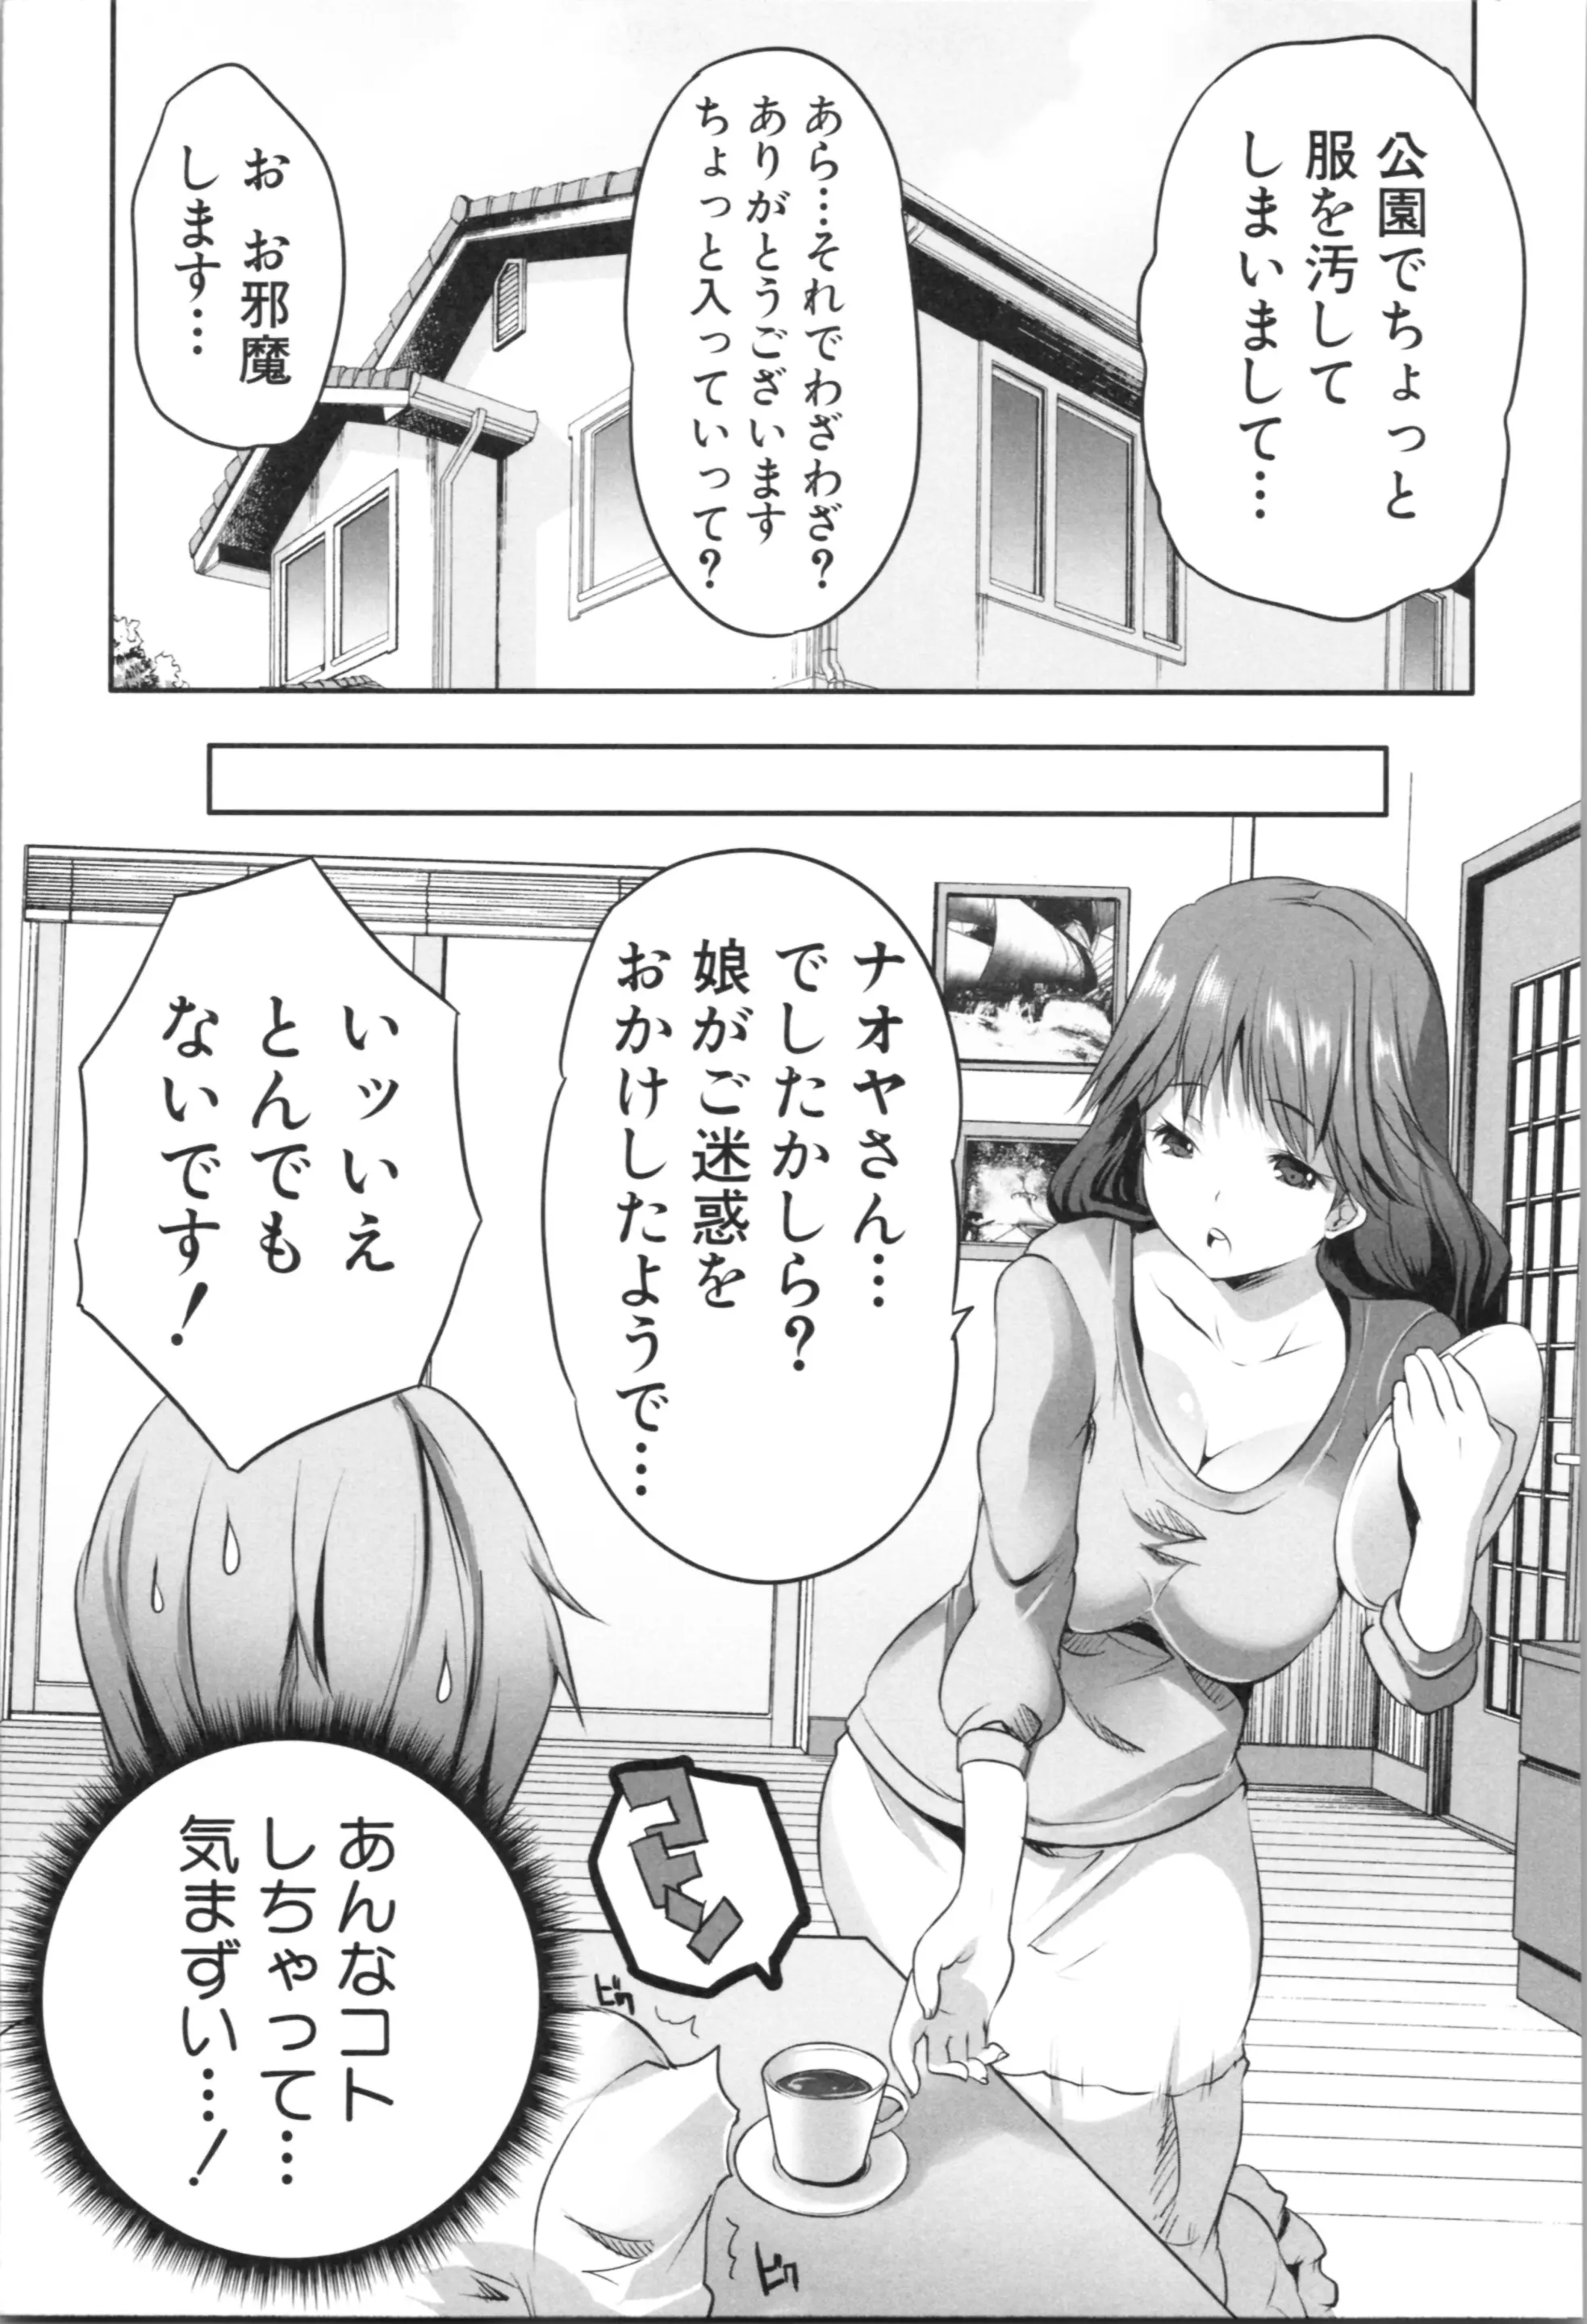 公園でちょっと
服を汚して
しまいまして…
あら…それでわざわざ?
ありがとうございます
ちょっと入っていって?
お お邪魔
します…
ナオヤさん…
でしたかしら?
娘がご迷惑を
おかけしたようで…
いッいえ
とんでも
ないです!
コトン
ビク
あんなコト
しちゃって…
気まずい…!
ビク